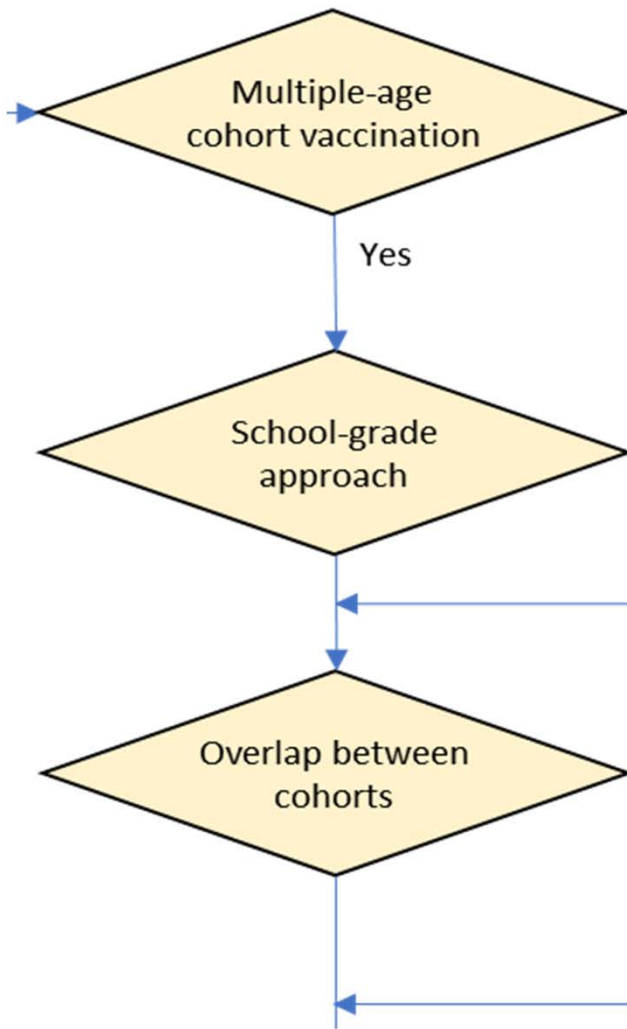 Multiple-age
cohort vaccination
Yes
School-grade
approach
Overlap between
cohorts